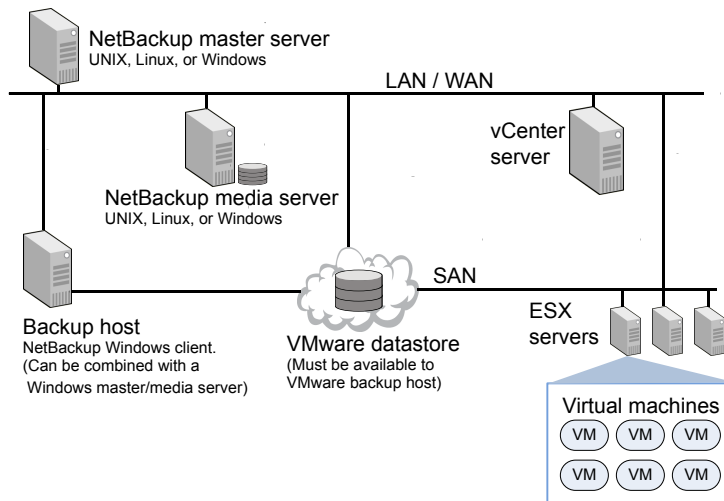 NetBackup master server
UNIX, Linux, or Windows
LAN / WAN
vCenter
server
NetBackup media server
UNIX, Linux, or Windows
SAN
Backup host
NetBackup Windows client.
(Can be combined with a
Windows master/media server)
VMware datastore
(Must be available to
VMware backup host)
ESX
servers
Virtual machines
VM VM VM
VM VM VM